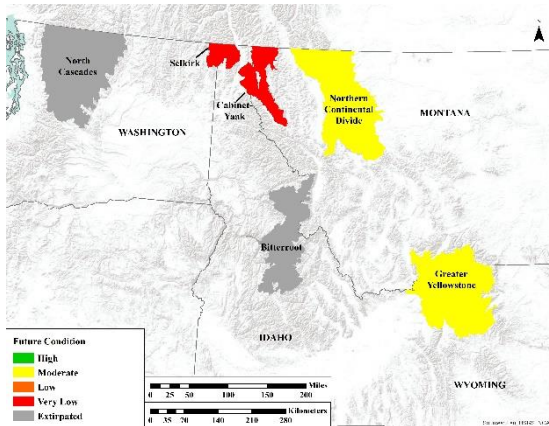 North
Cascades
Selkirk
Cabinet-
Yaak
Northern
Continental
Divide
MONTANA
WASHINGTON
Bitterroot
Greater
Yellowstone
IDAHO
WYOMING
Future Condition
High
Moderate
Low
Very Low
Extirpated
0 25 50 100 150 200 Miles
0 35 70 140 210 280 Kilometers